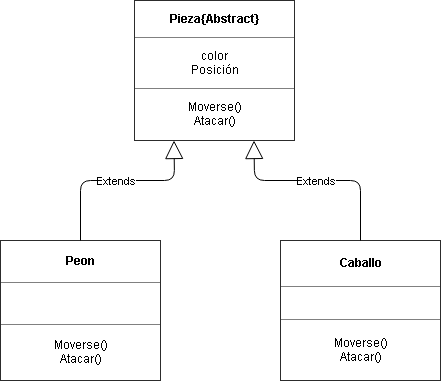 Pieza{Abstract}
color
Posición
Moverse()
Atacar()
Extends
Extends
Peon
Moverse()
Atacar()
Caballo
Moverse()
Atacar()